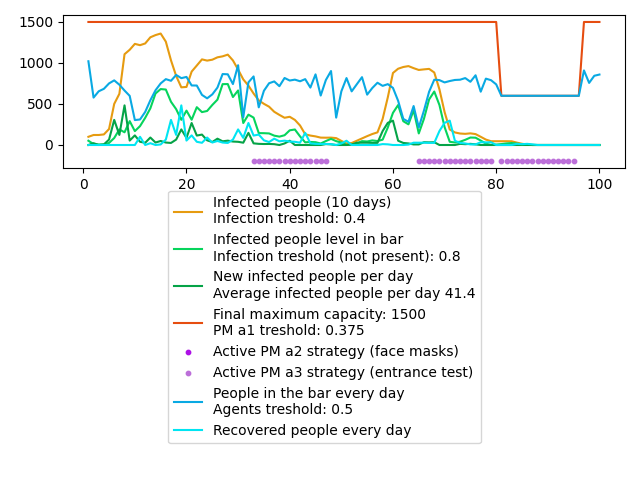 1500
1000
500
0
0 20 40 60 80 100
Infected people (10 days)
Infection treshold: 0.4
Infected people level in bar
Infection treshold (not present): 0.8
New infected people per day
Average infected people per day 41.4
Final maximum capacity: 1500
PM a1 treshold: 0.375
Active PM a2 strategy (face masks)
Active PM a3 strategy (entrance test)
People in the bar every day
Agents treshold: 0.5
Recovered people every day